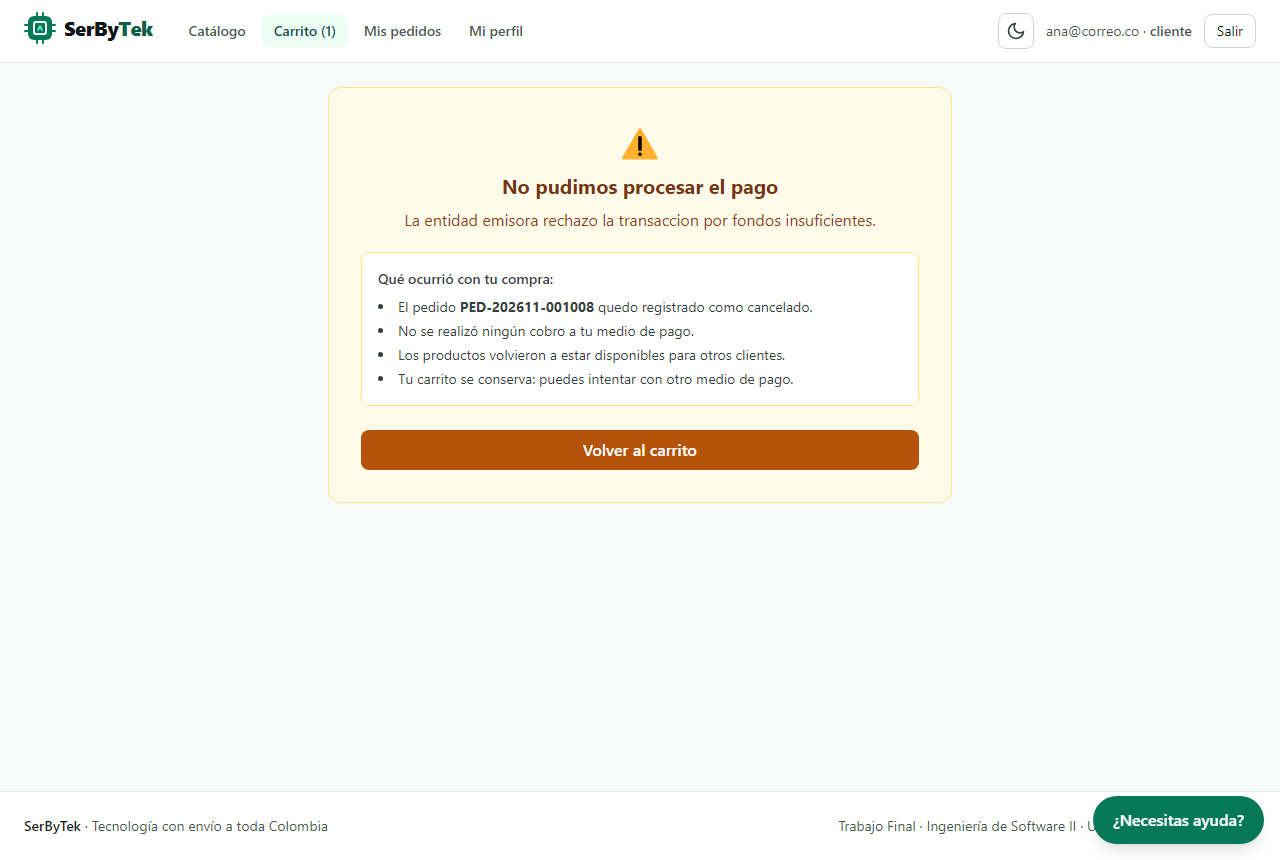 SerByTek Catálogo Carrito (1) Mis pedidos Mi perfil ana@correo.co · cliente Salir
No pudimos procesar el pago
La entidad emisora rechazo la transaccion por fondos insuficientes.
Qué ocurrió con tu compra:
• El pedido PED-202611-001008 quedo registrado como cancelado.
• No se realizó ningún cobro a tu medio de pago.
• Los productos volvieron a estar disponibles para otros clientes.
• Tu carrito se conserva: puedes intentar con otro medio de pago.
Volver al carrito
SerByTek · Tecnología con envío a toda Colombia
Trabajo Final · Ingeniería de Software II ·
¿Necesitas ayuda?